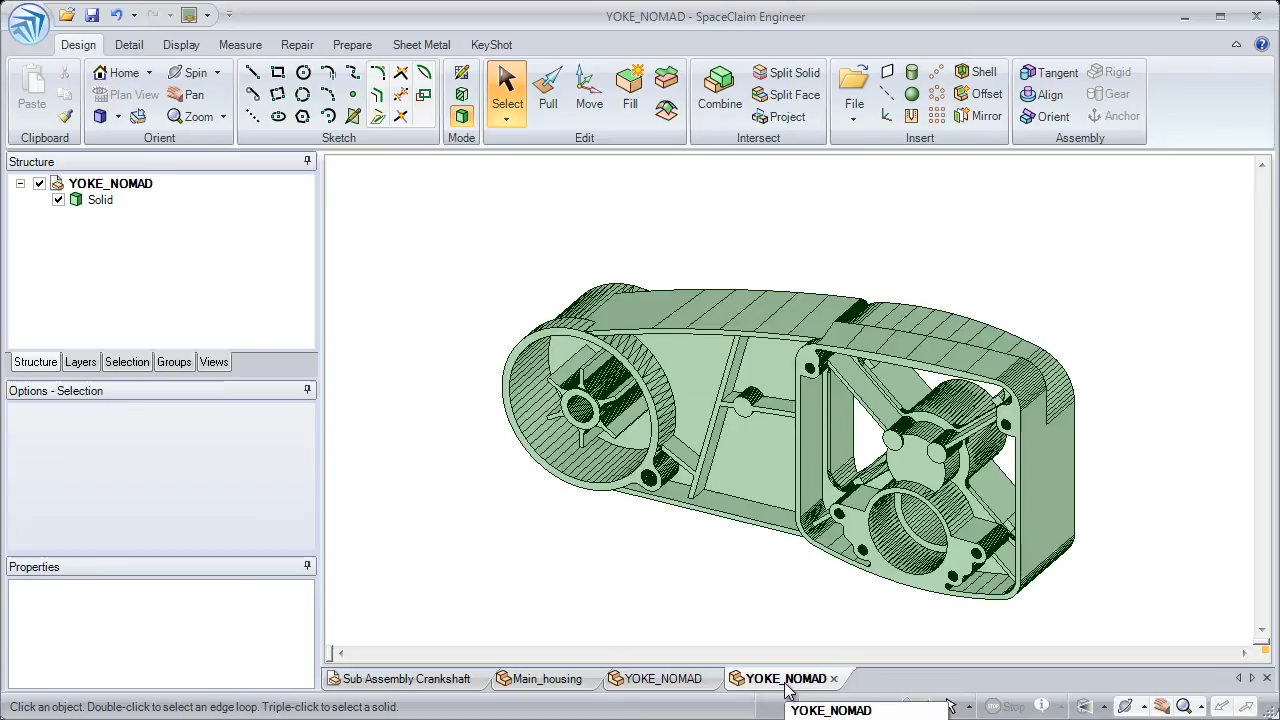 YOKE_NOMAD - SpaceClaim Engineer
Design Detail Display Measure Repair Prepare Sheet Metal KeyShot
Paste
Clipboard
Home Spin
Plan View Pan
Zoom
Orient
Sketch
Mode
Select Pull Move Fill
Edit
Combine Split Solid
Split Face
Project
Intersect
File Shell
Offset
Mirror
Insert
Tangent Rigid
Align Gear
Orient Anchor
Assembly
Structure
YOKE_NOMAD
Solid
Structure Layers Selection Groups Views
Options - Selection
Properties
Sub Assembly Crankshaft Main_housing YOKE_NOMAD YOKE_NOMAD
Click an object. Double-click to select an edge loop. Triple-click to select a solid.
Stop
YOKE_NOMAD